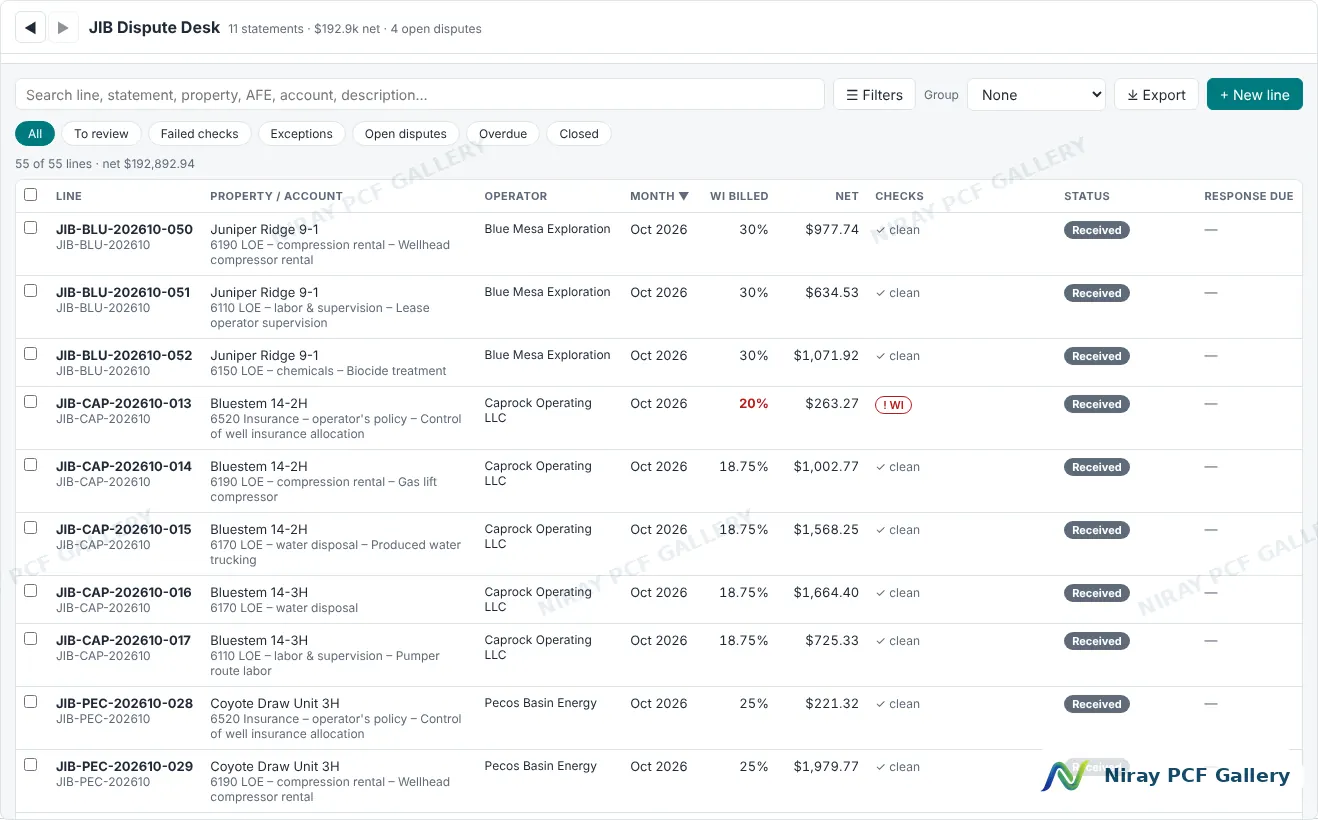 ◀ ▶ JIB Dispute Desk 11 statements · $192.9k net · 4 open disputes
Search line, statement, property, AFE, account, description... ☰ Filters Group None Export + New line
All To review Failed checks Exceptions Open disputes Overdue Closed
55 of 55 lines · net $192,892.94
LINE PROPERTY / ACCOUNT OPERATOR MONTH ▼ WI BILLED NET CHECKS STATUS RESPONSE DUE
JIB-BLU-202610-050 Juniper Ridge 9-1 Blue Mesa Exploration Oct 2026 30% $977.74 ✓ clean Received —
JIB-BLU-202610 6190 LOE – compression rental – Wellhead
compressor rental
JIB-BLU-202610-051 Juniper Ridge 9-1 Blue Mesa Exploration Oct 2026 30% $634.53 ✓ clean Received —
JIB-BLU-202610 6110 LOE – labor & supervision – Lease
operator supervision
JIB-BLU-202610-052 Juniper Ridge 9-1 Blue Mesa Exploration Oct 2026 30% $1,071.92 ✓ clean Received —
JIB-BLU-202610 6150 LOE – chemicals – Biocide treatment
JIB-CAP-202610-013 Bluestem 14-2H Caprock Operating Oct 2026 20% $263.27 ! WI Received —
JIB-CAP-202610 6520 Insurance – operator's policy – Control LLC
of well insurance allocation
JIB-CAP-202610-014 Bluestem 14-2H Caprock Operating Oct 2026 18.75% $1,002.77 ✓ clean Received —
JIB-CAP-202610 6190 LOE – compression rental – Gas lift LLC
compressor
JIB-CAP-202610-015 Bluestem 14-2H Caprock Operating Oct 2026 18.75% $1,568.25 ✓ clean Received —
JIB-CAP-202610 6170 LOE – water disposal – Produced water LLC
trucking
JIB-CAP-202610-016 Bluestem 14-3H Caprock Operating Oct 2026 18.75% $1,664.40 ✓ clean Received —
JIB-CAP-202610 6170 LOE – water disposal LLC
JIB-CAP-202610-017 Bluestem 14-3H Caprock Operating Oct 2026 18.75% $725.33 ✓ clean Received —
JIB-CAP-202610 6110 LOE – labor & supervision – Pumper LLC
route labor
JIB-PEC-202610-028 Coyote Draw Unit 3H Pecos Basin Energy Oct 2026 25% $221.32 ✓ clean Received —
JIB-PEC-202610 6520 Insurance – operator's policy – Control
of well insurance allocation
JIB-PEC-202610-029 Coyote Draw Unit 3H Pecos Basin Energy Oct 2026 25% $1,979.77 ✓ clean Received
JIB-PEC-202610 6190 LOE – compression rental – Wellhead
compressor rental
Niray PCF Gallery
NIRAY PCF GALLERY
NIRAY PCF GALLERY
PCF GALLERY
NIRAY PCF GALLERY
NIRAY PCF GALL